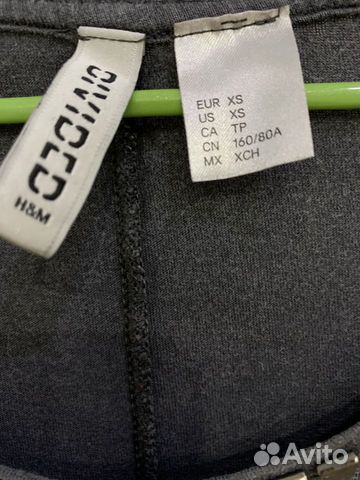 DIVIDED
H&M
EUR XS
US XS
CA TP
CN 160/80A
MX XCH
Avito